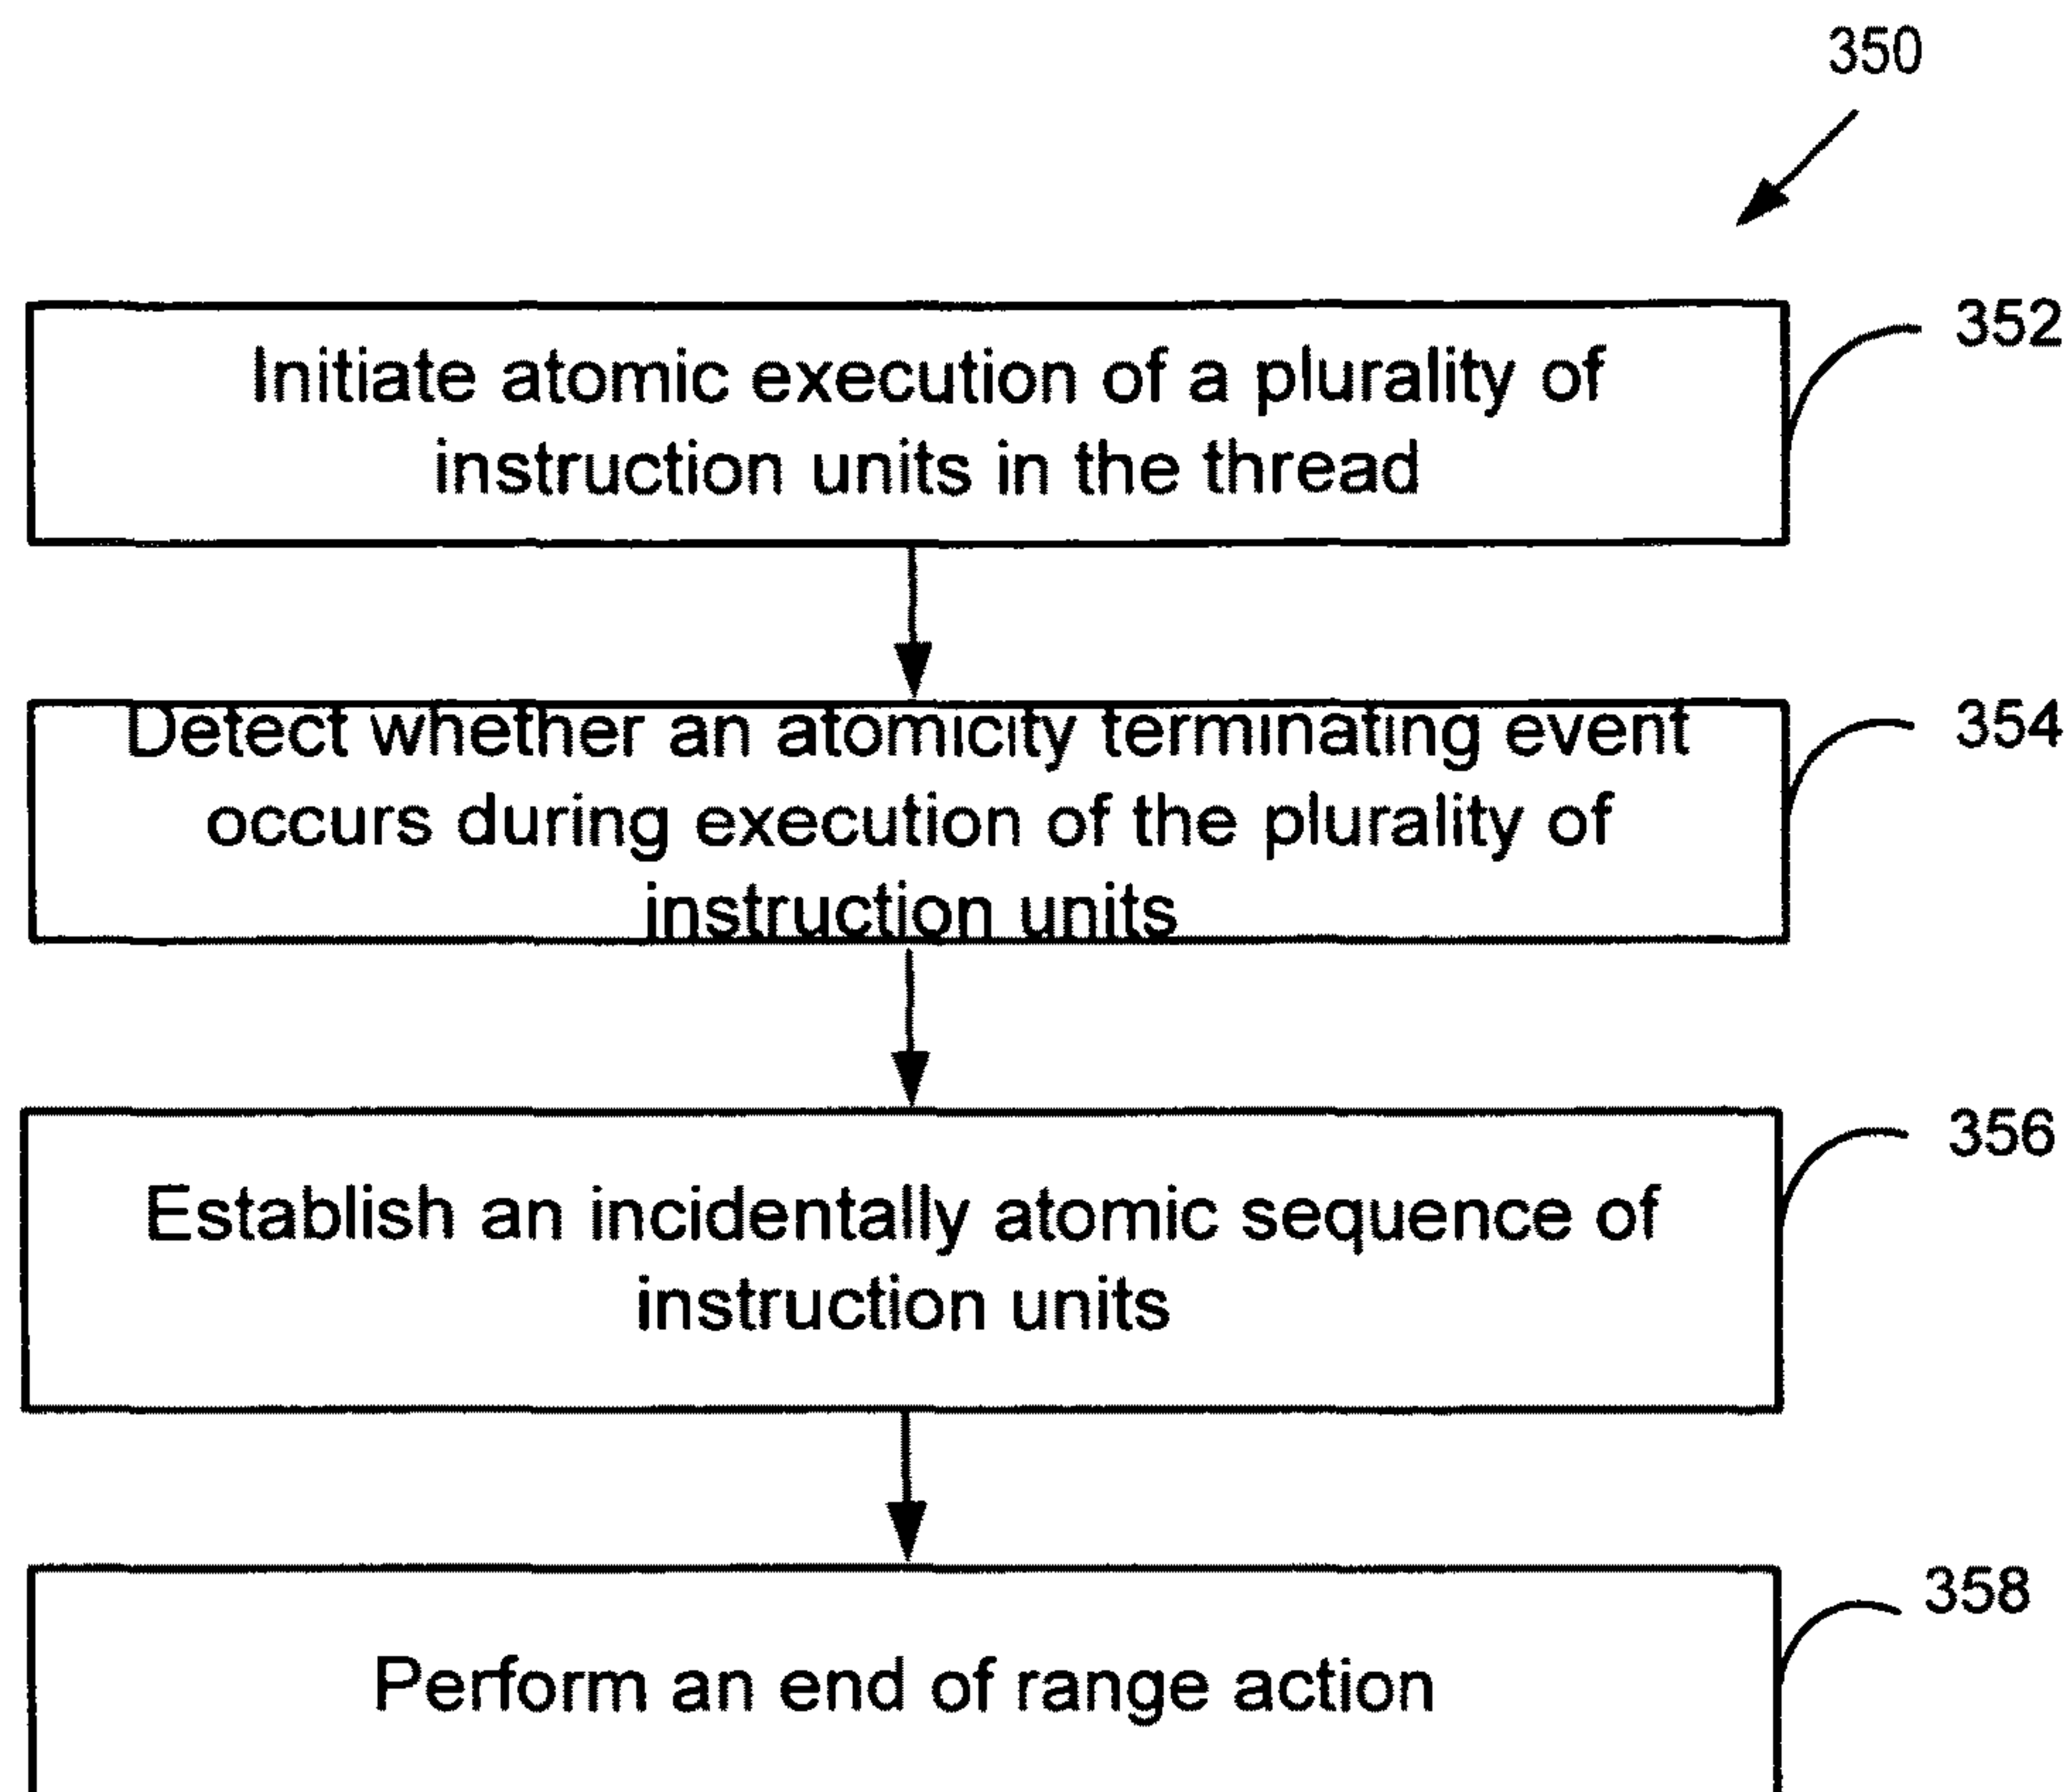 350
352
Initiate atomic execution of a plurality of
instruction units in the thread
354
Detect whether an atomicity terminating event
occurs during execution of the plurality of
instruction units
356
Establish an incidentally atomic sequence of
instruction units
358
Perform an end of range action